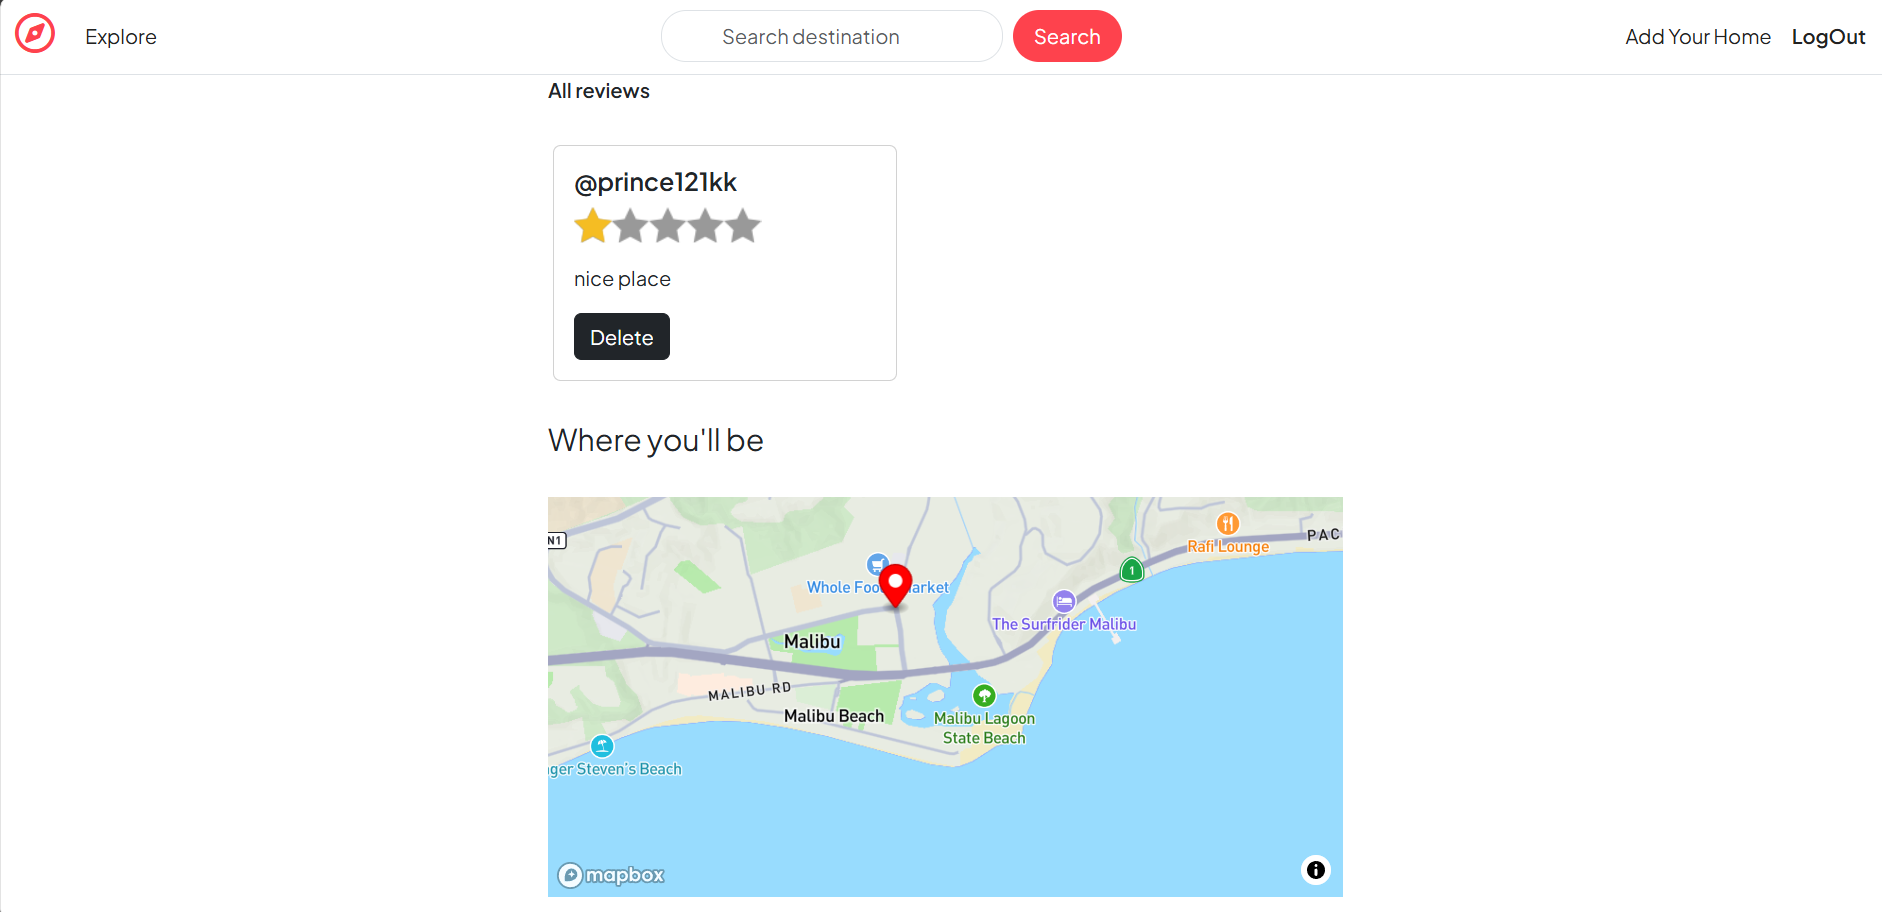 Explore
Search destination
Search
Add Your Home
LogOut
All reviews
@prince121kk
nice place
Delete
Where you'll be
N1
PAC
Rafi Lounge
1
Whole Foo arket
The Surfrider Malibu
Malibu
MALIBU RD
Malibu Beach
Malibu Lagoon
State Beach
ger Steven's Beach
mapbox